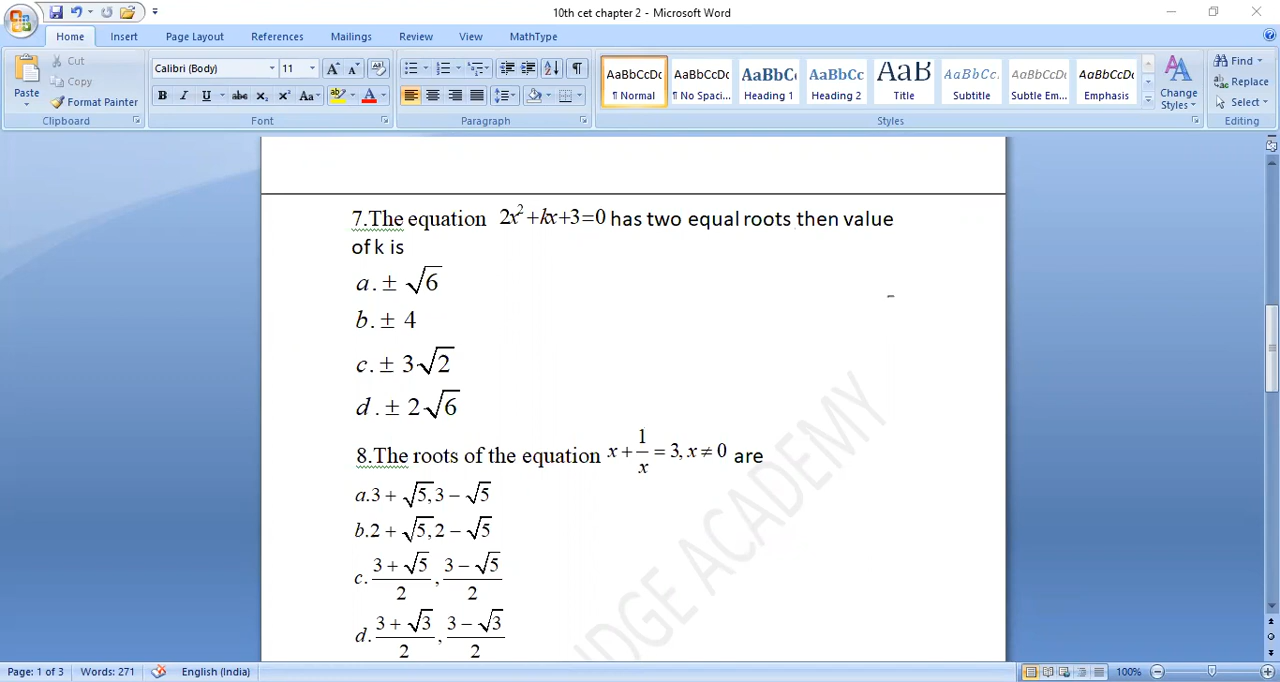 10th cet chapter 2 - Microsoft Word
Home Insert Page Layout References Mailings Review View MathType
Paste
Cut
Copy
Format Painter
Clipboard
Calibri (Body) 11
Font
Paragraph
AaBbCcDc AaBbCcDc AaBbC AaBbCc AaB AaBbCc. AaBbCcDc AaBbCcDc
¶ Normal ¶ No Spaci... Heading 1 Heading 2 Title Subtitle Subtle Em... Emphasis
Change Styles
Styles
Find
Replace
Select
Editing
7.The equation 2x²+kx+3=0 has two equal roots then value
of k is
a. ± √6
b. ± 4
c. ± 3√2
d. ± 2√6
8.The roots of the equation x + 1/x = 3, x ≠ 0 are
a.3 + √5, 3 − √5
b.2 + √5, 2 − √5
c. (3 + √5)/2, (3 − √5)/2
d. (3 + √3)/2, (3 − √3)/2
DGE ACADEMY
Page: 1 of 3 Words: 271 English (India) 100%